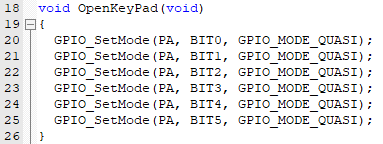 18 void OpenKeyPad(void)
19 {
20 GPIO_SetMode(PA, BIT0, GPIO_MODE_QUASI);
21 GPIO_SetMode(PA, BIT1, GPIO_MODE_QUASI);
22 GPIO_SetMode(PA, BIT2, GPIO_MODE_QUASI);
23 GPIO_SetMode(PA, BIT3, GPIO_MODE_QUASI);
24 GPIO_SetMode(PA, BIT4, GPIO_MODE_QUASI);
25 GPIO_SetMode(PA, BIT5, GPIO_MODE_QUASI);
26 }